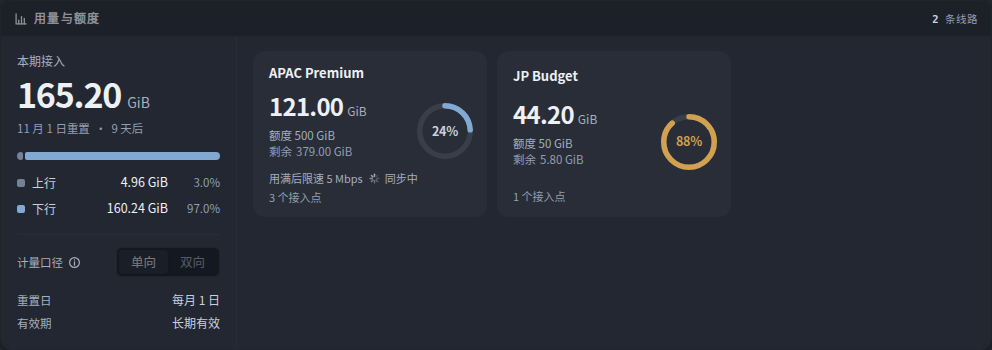 用量与额度
2 条线路
本期接入
165.20 GiB
11 月 1 日重置 · 9 天后
上行 4.96 GiB 3.0%
下行 160.24 GiB 97.0%
计量口径 单向 双向
重置日 每月 1 日
有效期 长期有效
APAC Premium
121.00 GiB
额度 500 GiB
剩余 379.00 GiB
24%
用满后限速 5 Mbps 同步中
3 个接入点
JP Budget
44.20 GiB
额度 50 GiB
剩余 5.80 GiB
88%
1 个接入点